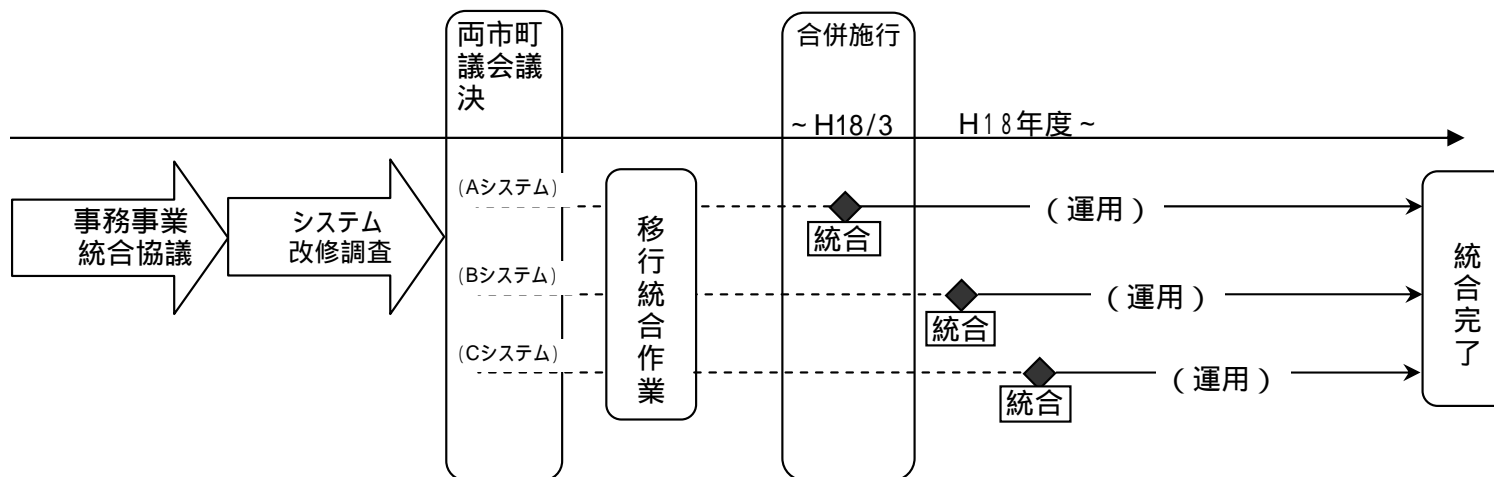 両市町
議会議
決
合併施行
~H18/3
H18年度~
事務事業
統合協議
システム
改修調査
(Aシステム)
(Bシステム)
(Cシステム)
移行統合作業
統合
(運用)
統合
(運用)
統合
(運用)
統合完了